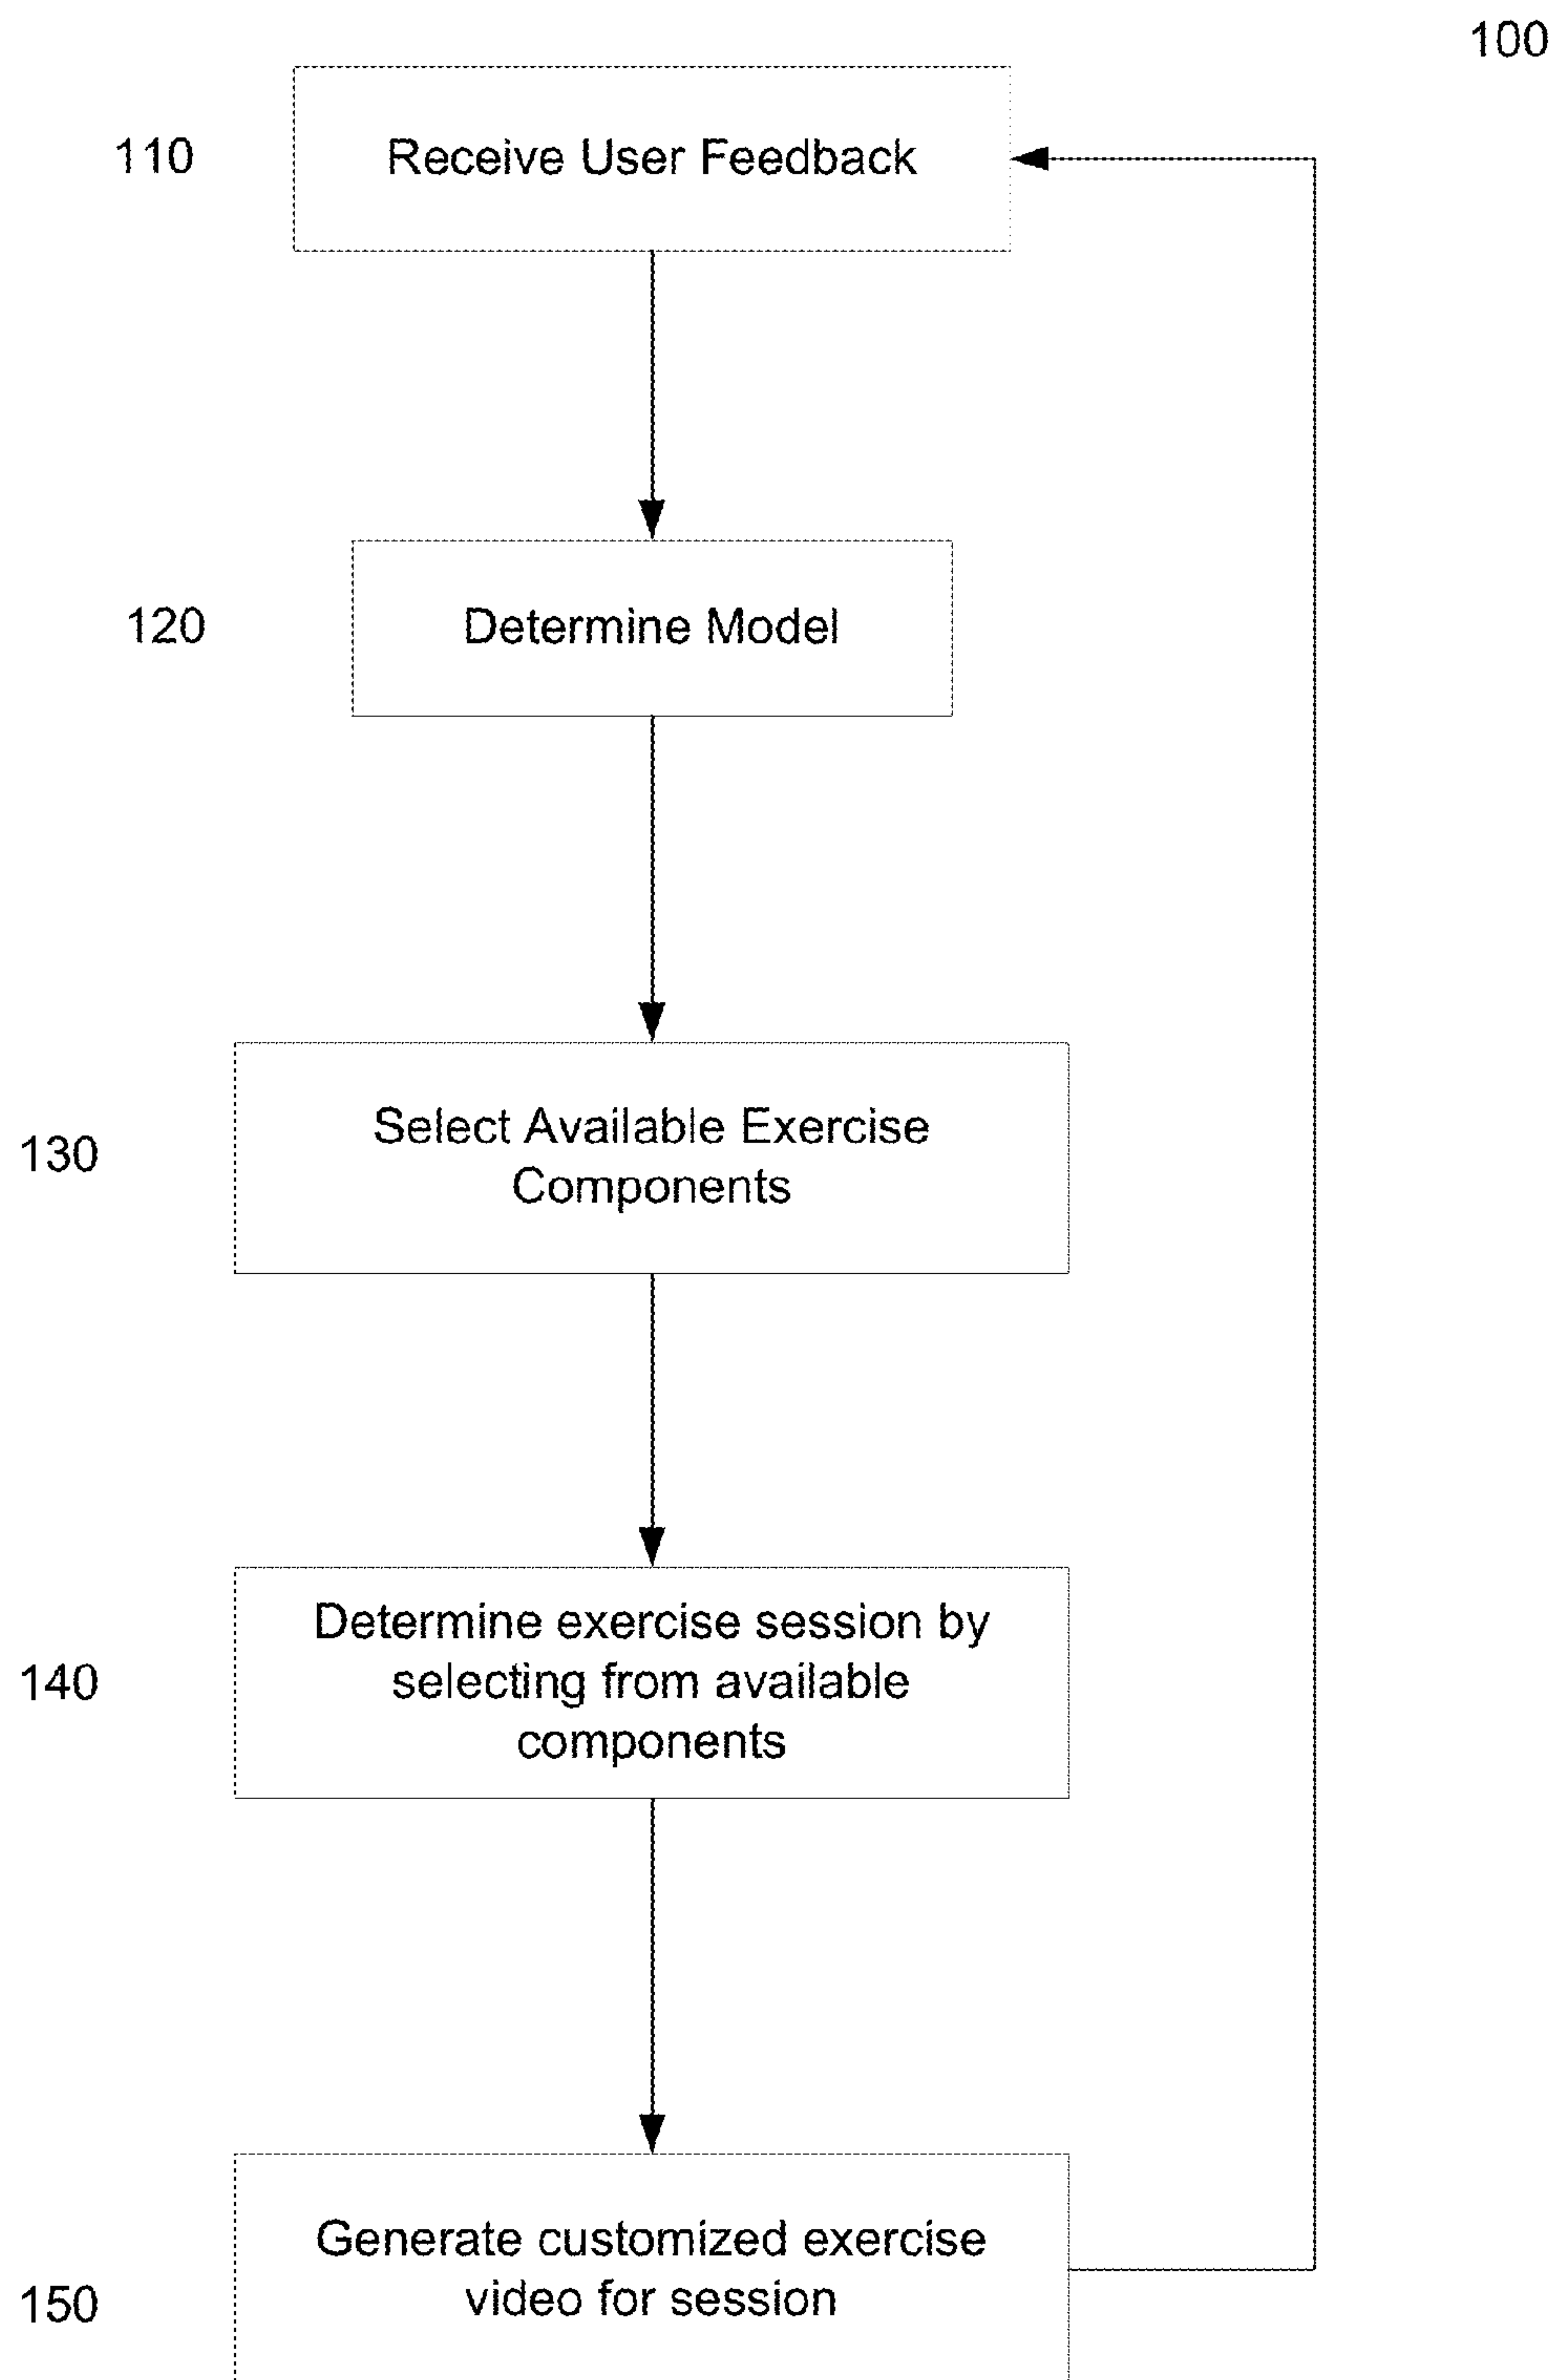 100
110
Receive User Feedback
120
Determine Model
130
Select Available Exercise
Components
140
Determine exercise session by
selecting from available
components
150
Generate customized exercise
video for session